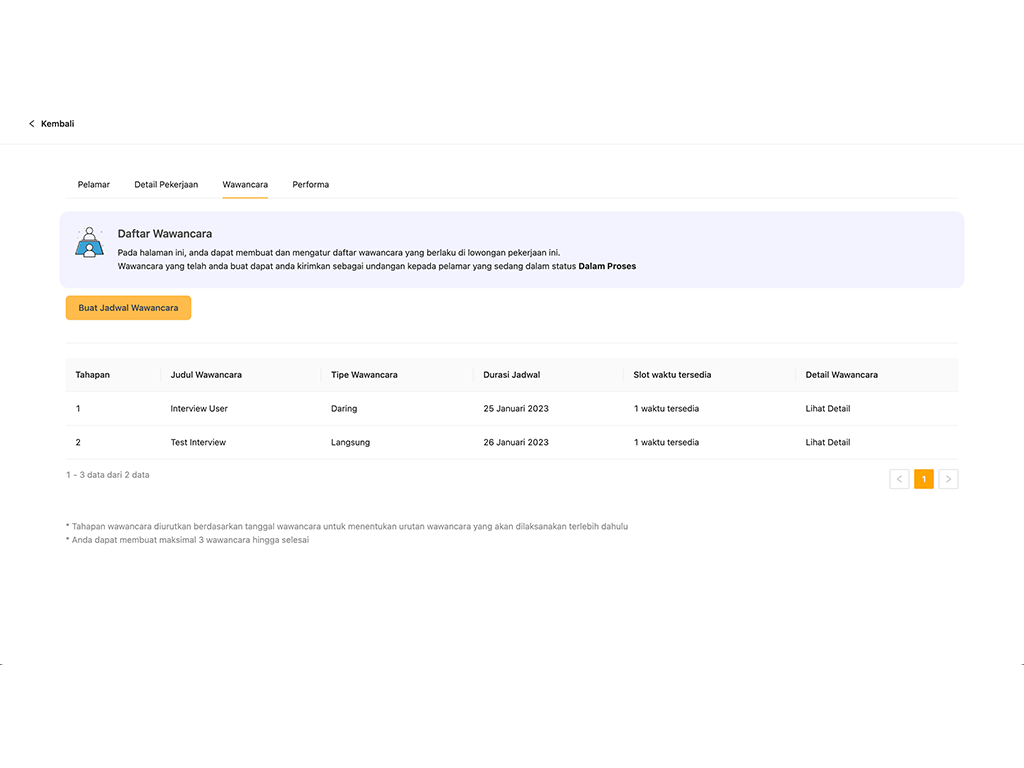 Kembali
Pelamar Detail Pekerjaan Wawancara Performa
Daftar Wawancara
Pada halaman ini, anda dapat membuat dan mengatur daftar wawancara yang berlaku di lowongan pekerjaan ini.
Wawancara yang telah anda buat dapat anda kirimkan sebagai undangan kepada pelamar yang sedang dalam status Dalam Proses
Buat Jadwal Wawancara
Tahapan Judul Wawancara Tipe Wawancara Durasi Jadwal Slot waktu tersedia Detail Wawancara
1 Interview User Daring 25 Januari 2023 1 waktu tersedia Lihat Detail
2 Test Interview Langsung 26 Januari 2023 1 waktu tersedia Lihat Detail
1 - 3 data dari 2 data
1
* Tahapan wawancara diurutkan berdasarkan tanggal wawancara untuk menentukan urutan wawancara yang akan dilaksanakan terlebih dahulu
* Anda dapat membuat maksimal 3 wawancara hingga selesai